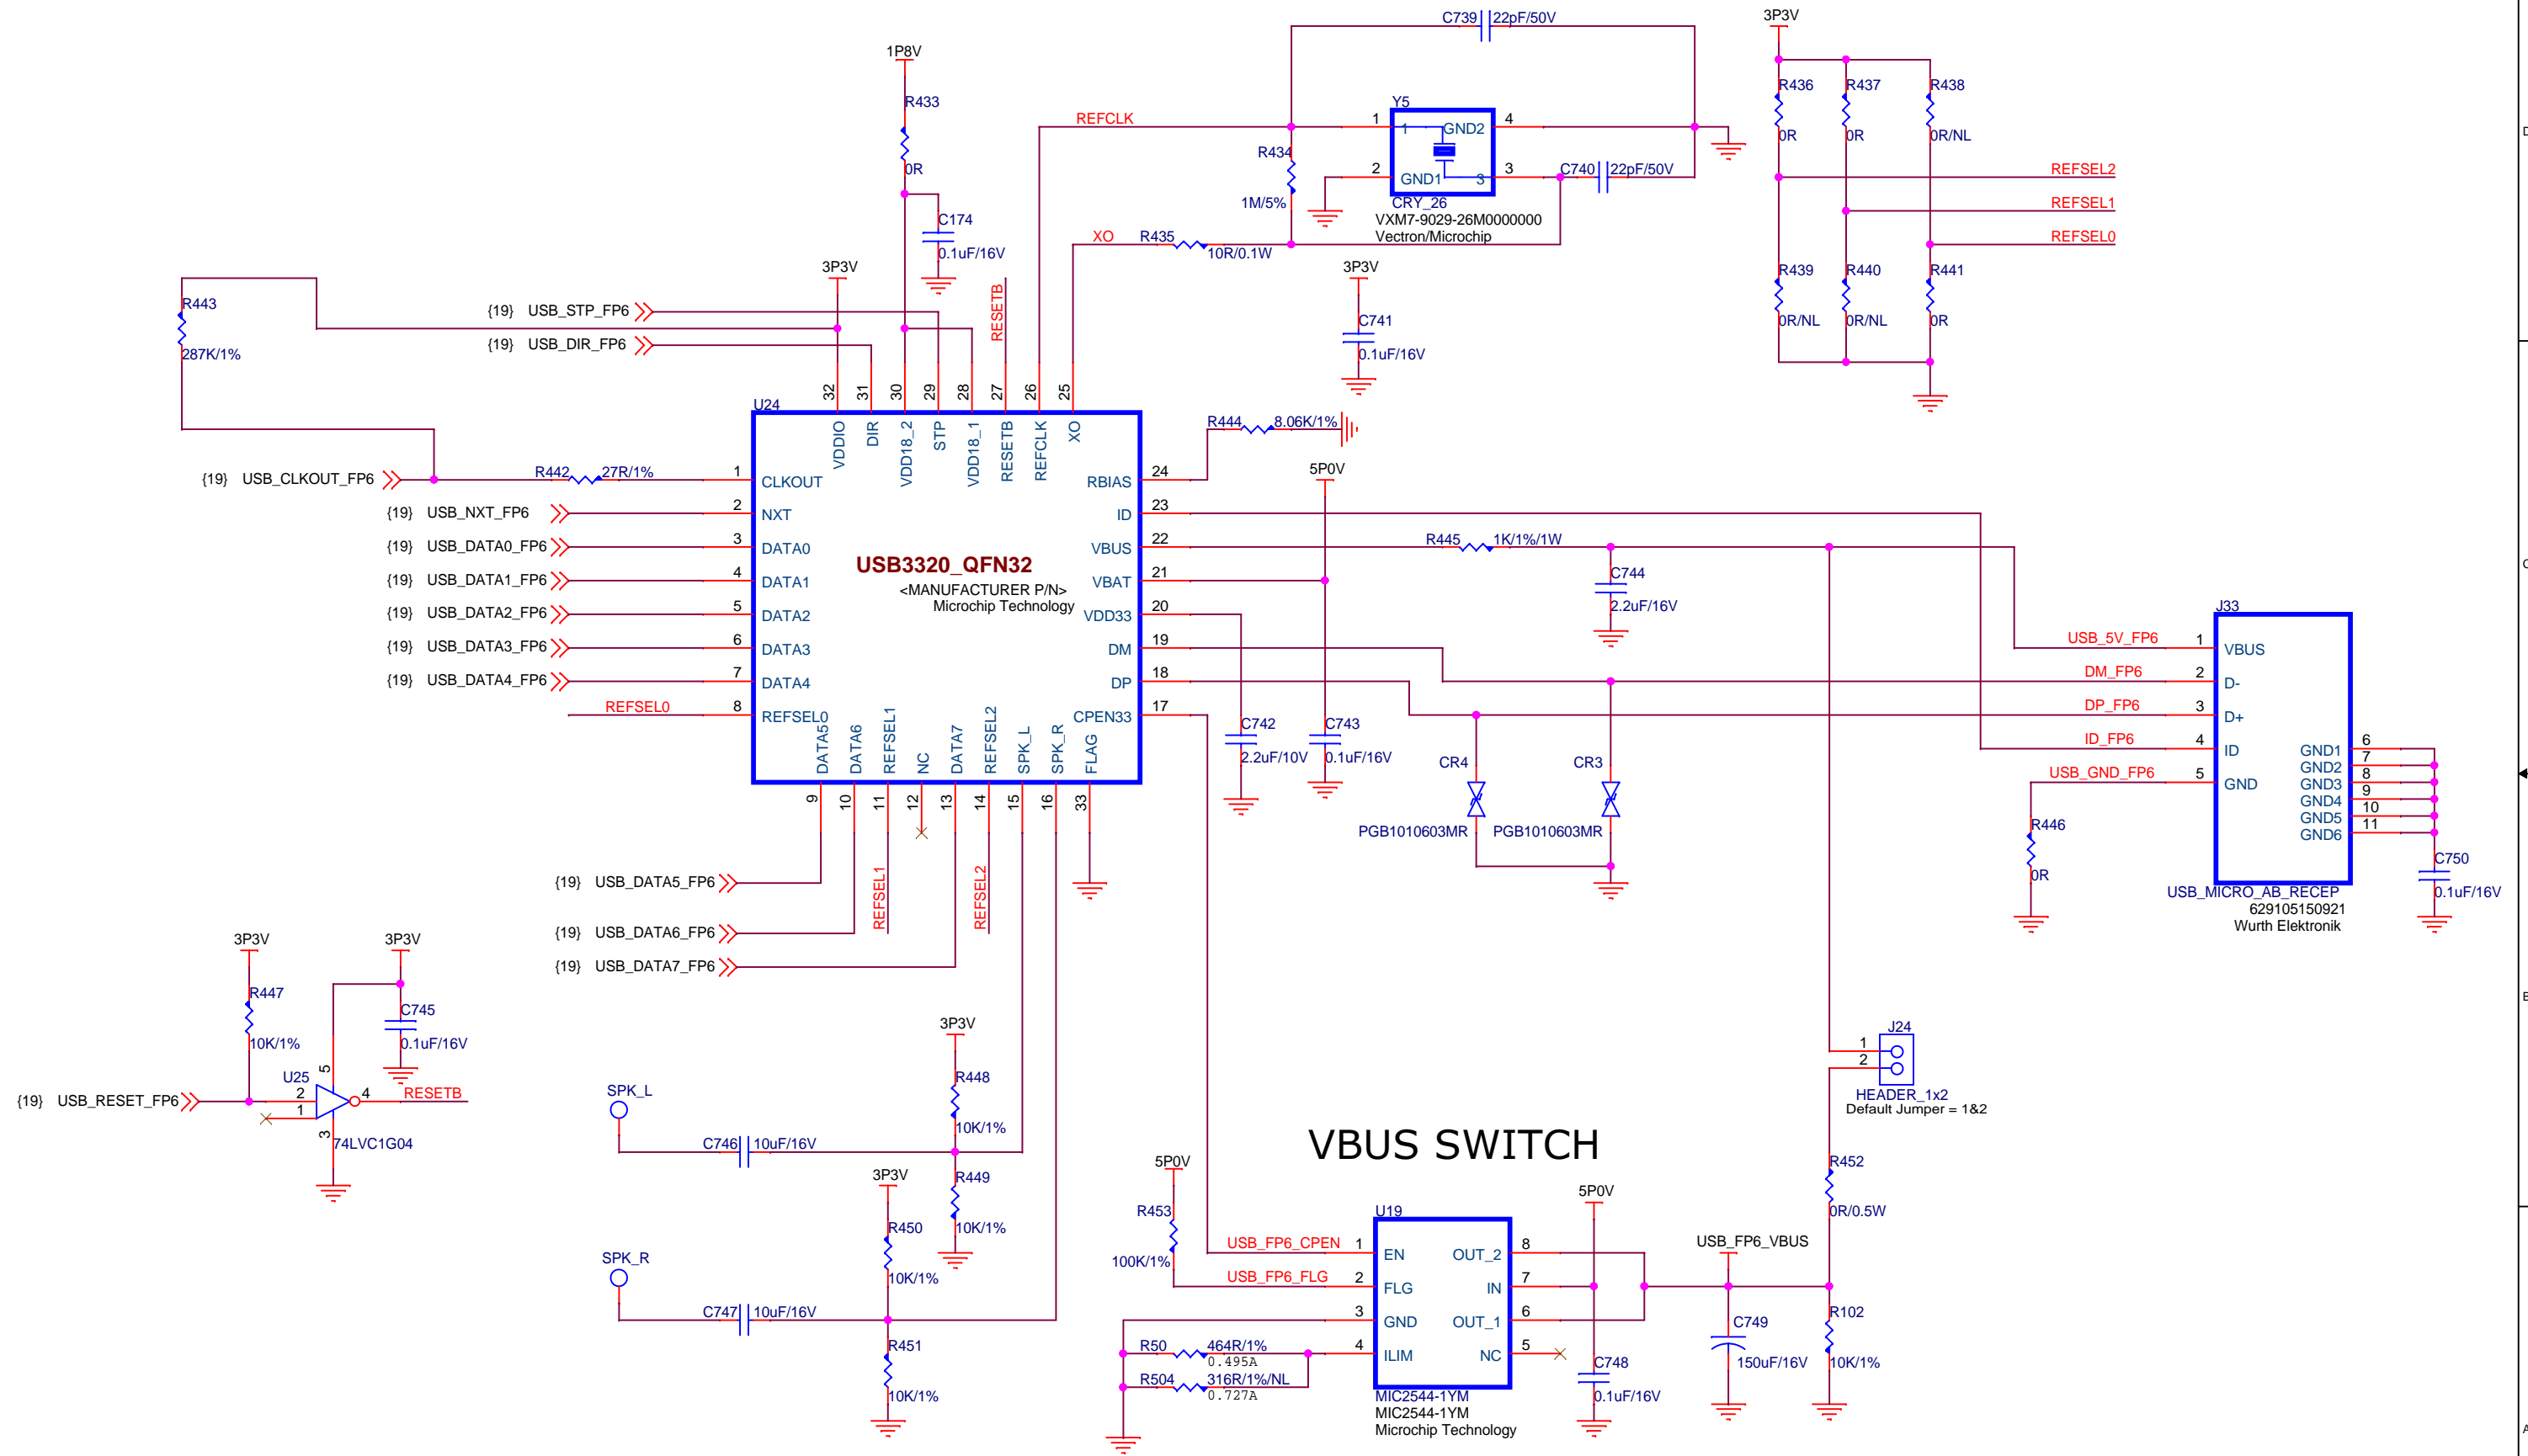 C739 22pF/50V
3P3V
1P8V
R433
0R
C174
0.1uF/16V
REFCLK
R434
1M/5%
Y5
1 1 GND2 4
2 GND1 3 3
CRY_26
VXM7-9029-26M0000000
Vectron/Microchip
C740 22pF/50V
XO R435 10R/0.1W
R436 R437 R438
0R 0R 0R/NL
REFSEL2
REFSEL1
REFSEL0
R439 R440 R441
0R/NL 0R/NL 0R
3P3V
C741
0.1uF/16V
3P3V
R443
287K/1%
{19} USB_STP_FP6
{19} USB_DIR_FP6
RESETB
32 31 30 29 28 27 26 25
U24
VDDIO DIR VDD18_2 STP VDD18_1 RESETB REFCLK XO
{19} USB_CLKOUT_FP6 R442 27R/1% 1 CLKOUT
{19} USB_NXT_FP6 2 NXT
{19} USB_DATA0_FP6 3 DATA0
{19} USB_DATA1_FP6 4 DATA1
{19} USB_DATA2_FP6 5 DATA2
{19} USB_DATA3_FP6 6 DATA3
{19} USB_DATA4_FP6 7 DATA4
REFSEL0 8 REFSEL0
USB3320_QFN32
<MANUFACTURER P/N>
Microchip Technology
RBIAS 24
ID 23
VBUS 22
VBAT 21
VDD33 20
DM 19
DP 18
CPEN33 17
DATA5 DATA6 REFSEL1 NC DATA7 REFSEL2 SPK_L SPK_R FLAG
9 10 11 12 13 14 15 16 33
R444 8.06K/1%
5P0V
R445 1K/1%/1W
C744
2.2uF/16V
C742
2.2uF/10V
C743
0.1uF/16V
CR4
PGB1010603MR
CR3
PGB1010603MR
J33
USB_5V_FP6 1 VBUS
DM_FP6 2 D-
DP_FP6 3 D+
ID_FP6 4 ID
USB_GND_FP6 5 GND
GND1 6
GND2 7
GND3 8
GND4 9
GND5 10
GND6 11
R446
0R
C750
0.1uF/16V
USB_MICRO_AB_RECEP
629105150921
Wurth Elektronik
{19} USB_DATA5_FP6
{19} USB_DATA6_FP6
{19} USB_DATA7_FP6
REFSEL1
REFSEL2
3P3V
R447
10K/1%
3P3V
C745
0.1uF/16V
{19} USB_RESET_FP6
U25
2
1
5
3
4
RESETB
74LVC1G04
SPK_L
C746 10uF/16V
3P3V
R448
10K/1%
R449
10K/1%
SPK_R
C747 10uF/16V
3P3V
R450
10K/1%
R451
10K/1%
J24
1
2
HEADER_1x2
Default Jumper = 1&2
VBUS SWITCH
5P0V
R453
100K/1%
U19
USB_FP6_CPEN 1 EN
USB_FP6_FLG 2 FLG
3 GND
4 ILIM
OUT_2 8
IN 7
OUT_1 6
NC 5
R50 464R/1%
0.495A
R504 316R/1%/NL
0.727A
MIC2544-1YM
MIC2544-1YM
Microchip Technology
5P0V
C748
0.1uF/16V
USB_FP6_VBUS
C749
150uF/16V
R452
0R/0.5W
R102
10K/1%
D
C
B
A